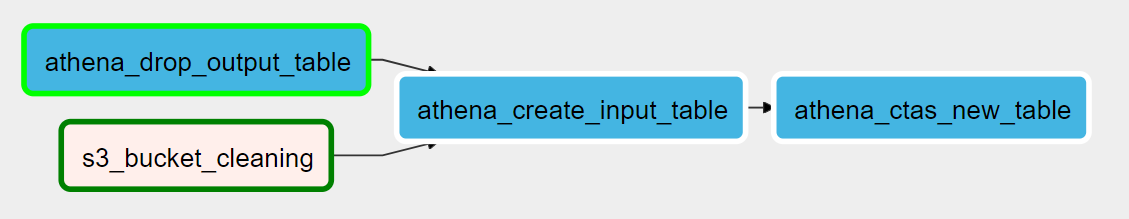 athena_drop_output_table
s3_bucket_cleaning
athena_create_input_table
athena_ctas_new_table